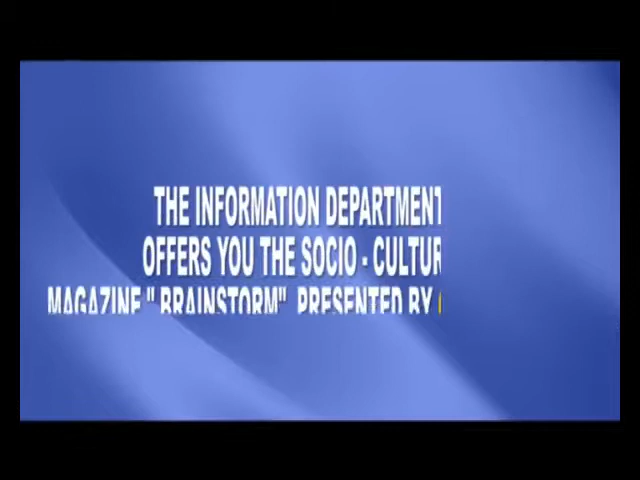 THE INFORMATION DEPARTMENT
OFFERS YOU THE SOCIO - CULTUR
MAGAZINE " BRAINSTORM" PRESENTED BY